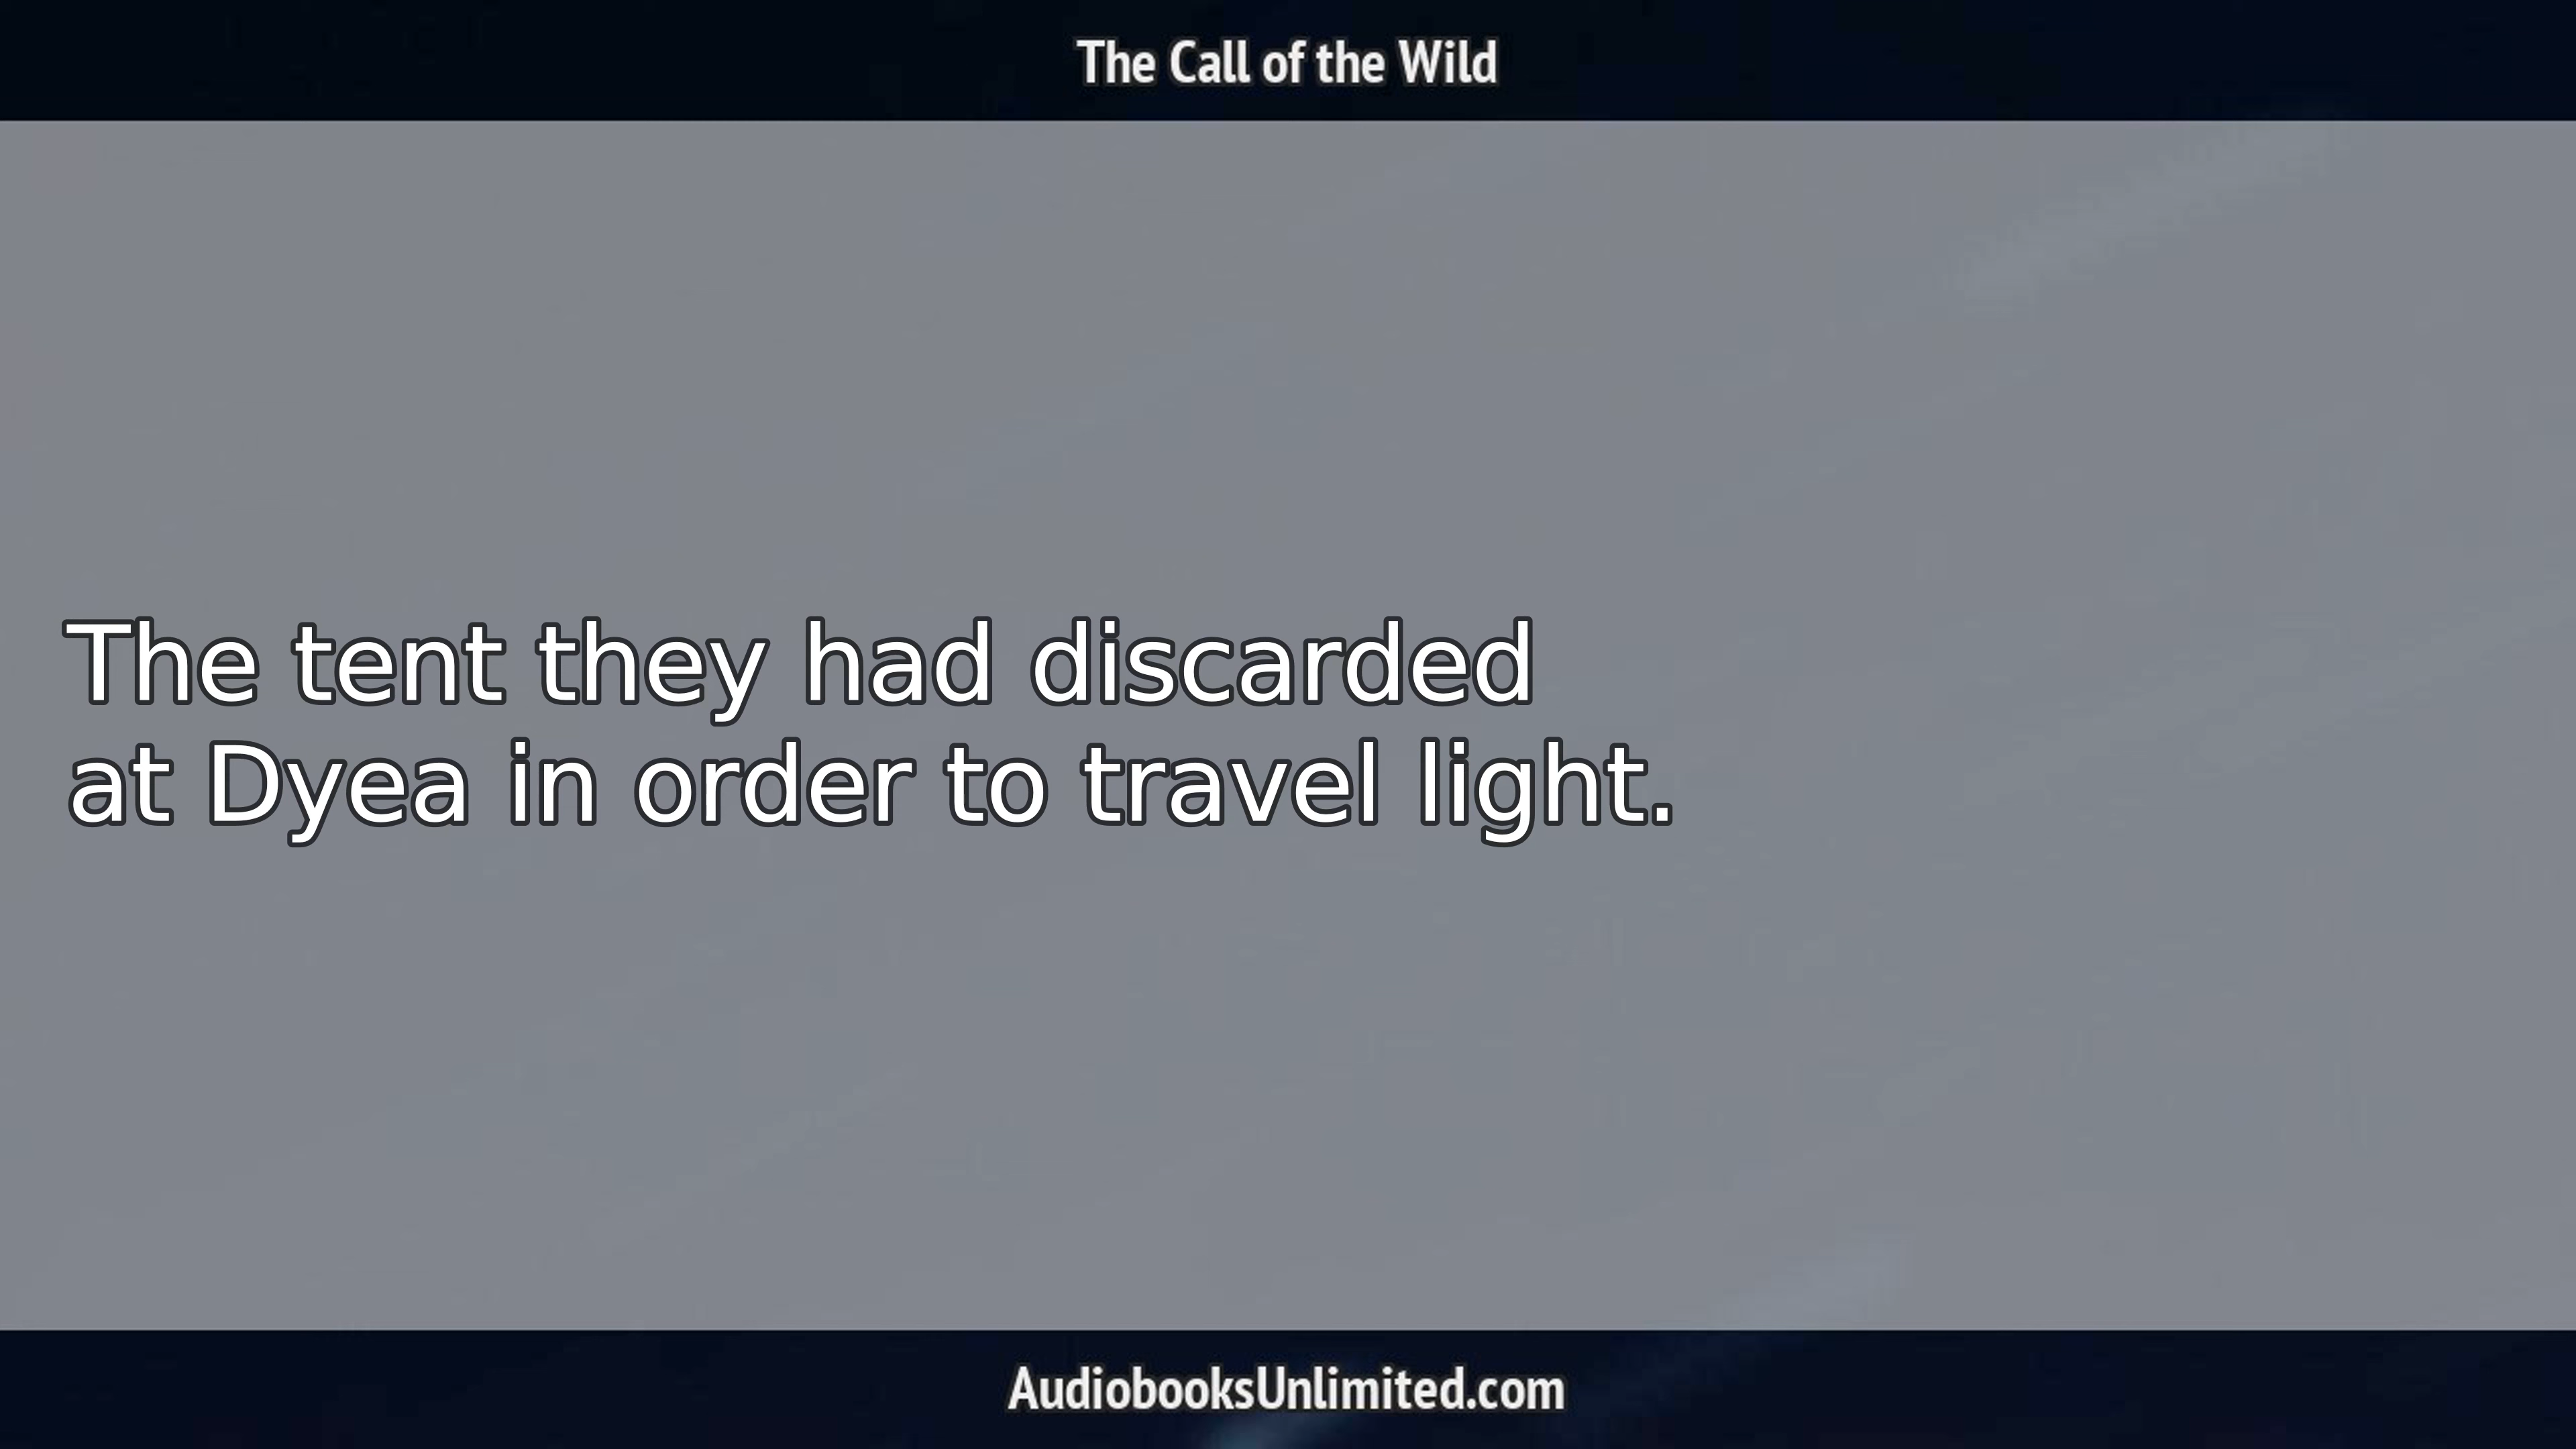 The Call of the Wild
The tent they had discarded
at Dyea in order to travel light.
AudiobooksUnlimited.com